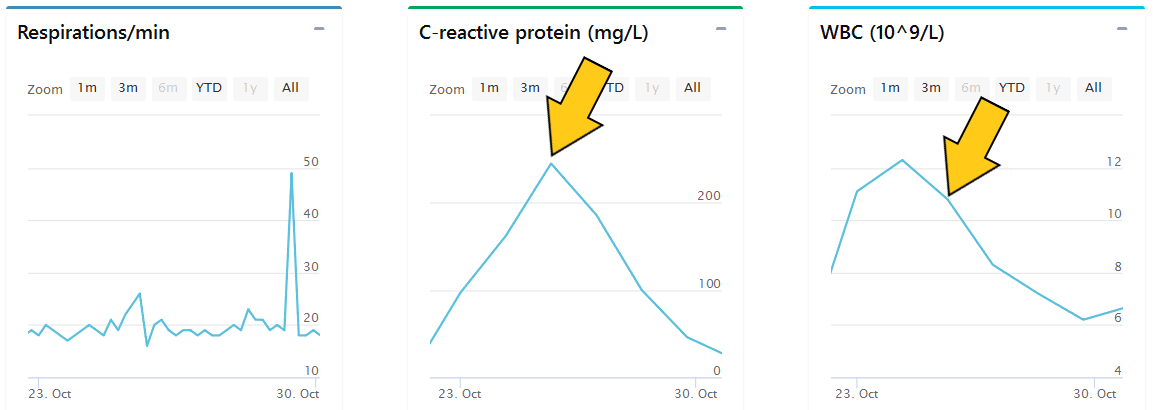 Respirations/min
Zoom 1m 3m 6m YTD 1y All
50
40
30
20
10
23. Oct 30. Oct
C-reactive protein (mg/L)
Zoom 1m 3m 6 TD 1y All
200
100
0
23. Oct 30. Oct
WBC (10^9/L)
Zoom 1m 3m 6m YTD 1y All
12
10
8
6
4
23. Oct 30. Oct